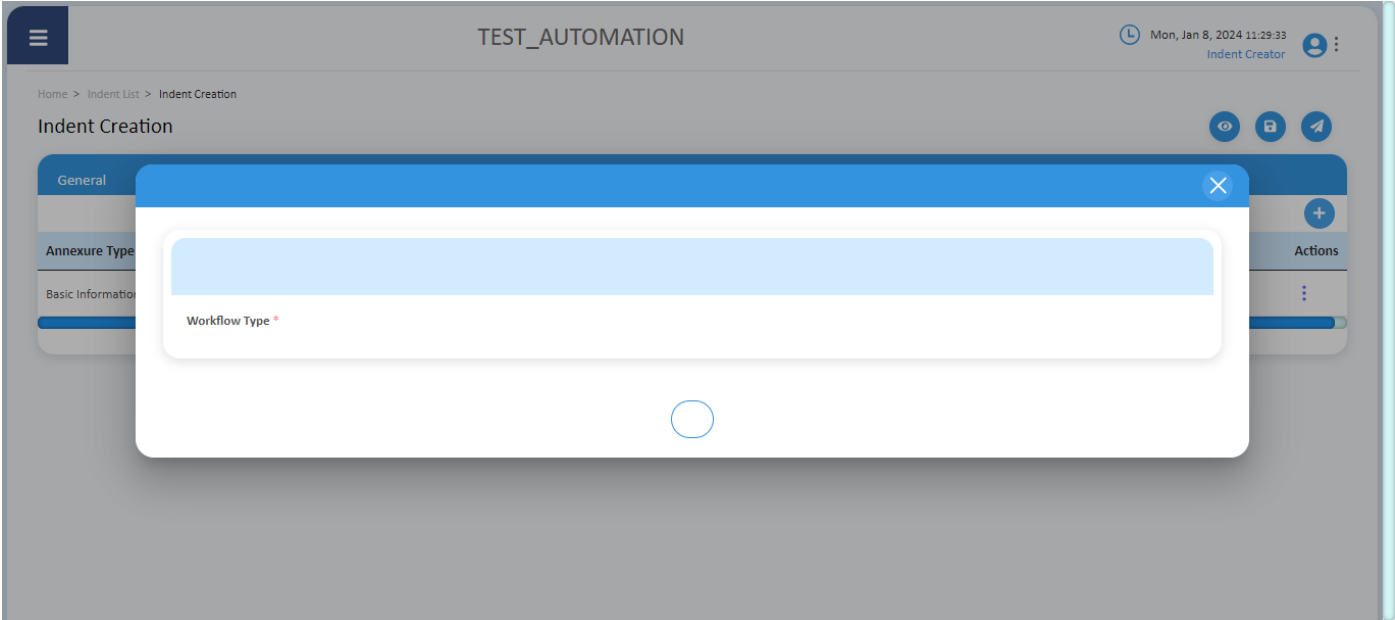 TEST_AUTOMATION
Mon, Jan 8, 2024 11:29:33
Indent Creator
Home > Indent List > Indent Creation
Indent Creation
General
Annexure Type
Actions
Basic Information
Workflow Type *